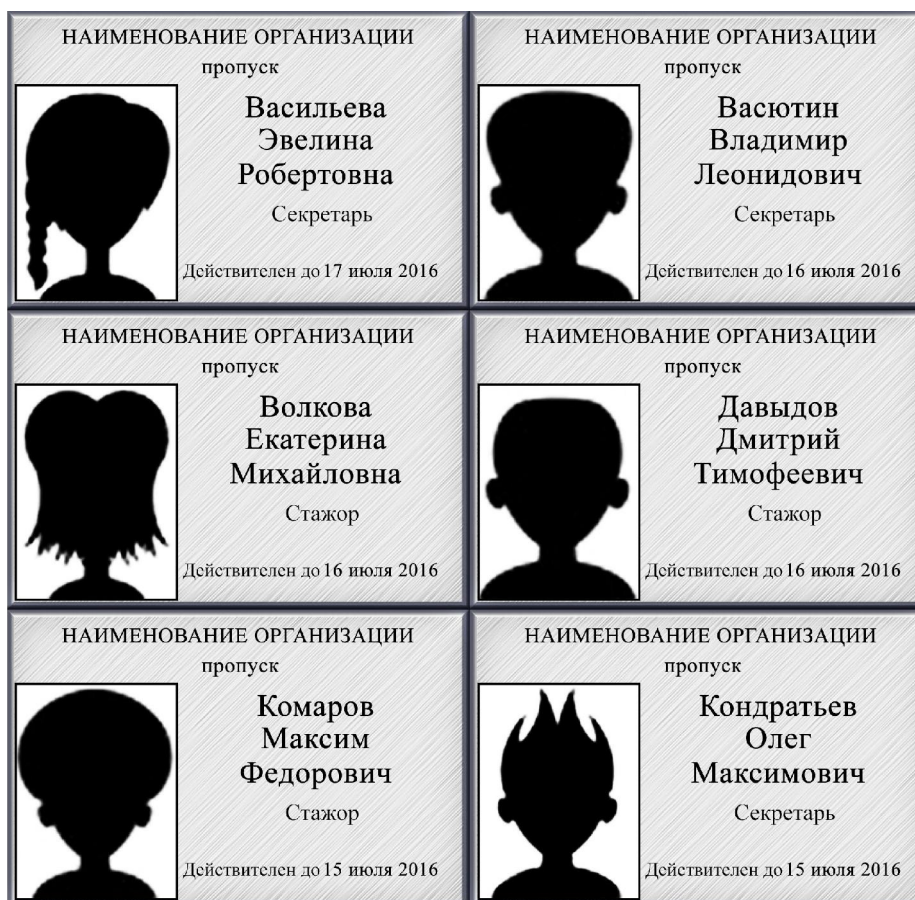 НАИМЕНОВАНИЕ ОРГАНИЗАЦИИ
пропуск
Васильева
Эвелина
Робертовна
Секретарь
Действителен до 17 июля 2016
НАИМЕНОВАНИЕ ОРГАНИЗАЦИИ
пропуск
Васютин
Владимир
Леонидович
Секретарь
Действителен до 16 июля 2016
НАИМЕНОВАНИЕ ОРГАНИЗАЦИИ
пропуск
Волкова
Екатерина
Михайловна
Стажор
Действителен до 16 июля 2016
НАИМЕНОВАНИЕ ОРГАНИЗАЦИИ
пропуск
Давыдов
Дмитрий
Тимофеевич
Стажор
Действителен до 16 июля 2016
НАИМЕНОВАНИЕ ОРГАНИЗАЦИИ
пропуск
Комаров
Максим
Федорович
Стажор
Действителен до 15 июля 2016
НАИМЕНОВАНИЕ ОРГАНИЗАЦИИ
пропуск
Кондратьев
Олег
Максимович
Секретарь
Действителен до 15 июля 2016